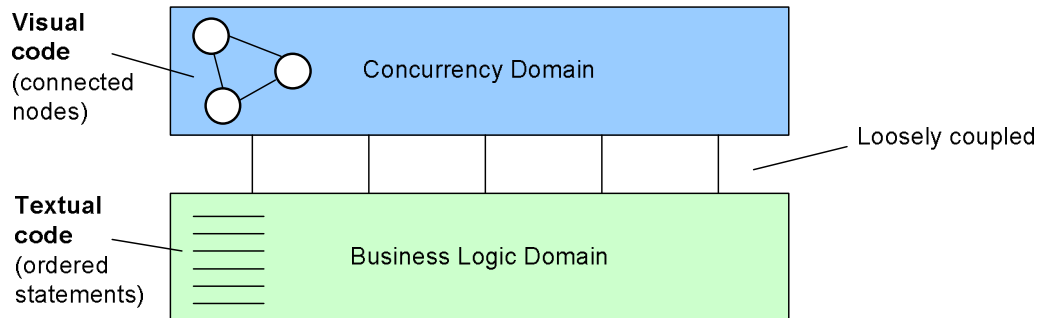 Visual
code
(connected
nodes)
Concurrency Domain
Loosely coupled
Textual
code
(ordered
statements)
Business Logic Domain